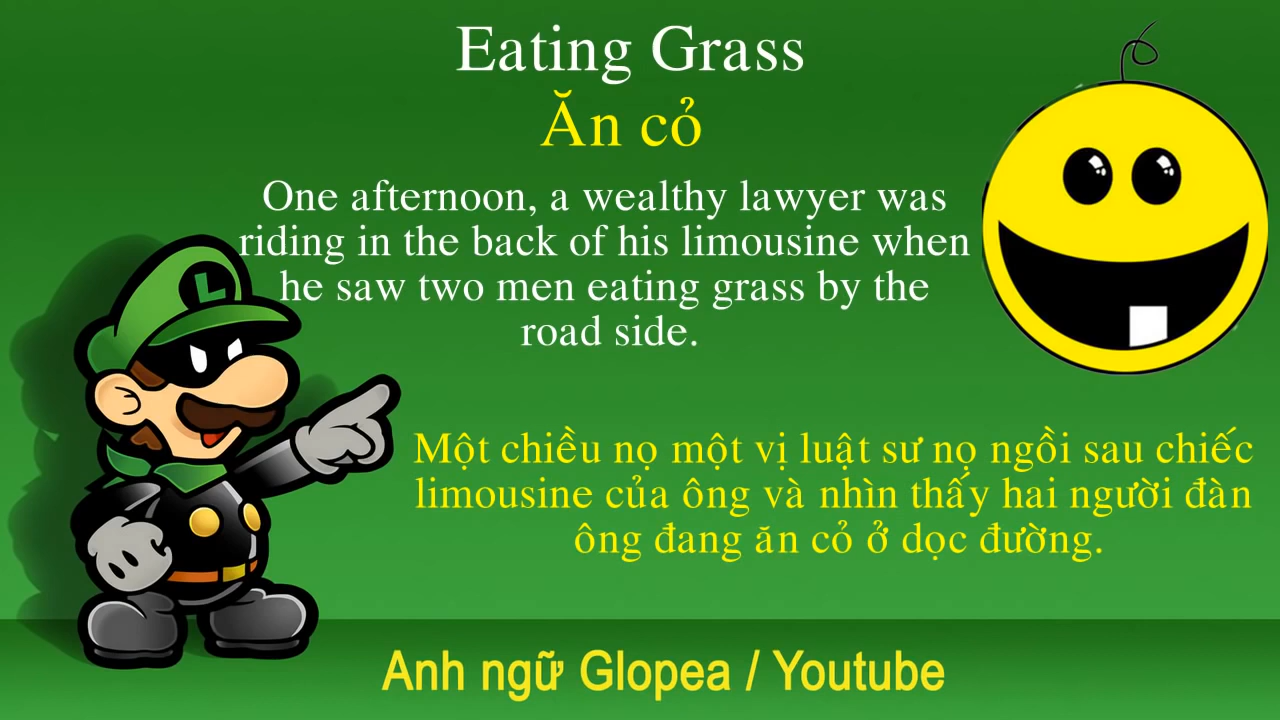 Eating Grass
Ăn cỏ
One afternoon, a wealthy lawyer was
riding in the back of his limousine when
he saw two men eating grass by the
road side.
L
Một chiều nọ một vị luật sư nọ ngồi sau chiếc
limousine của ông và nhìn thấy hai người đàn
ông đang ăn cỏ ở dọc đường.
Anh ngữ Glopea / Youtube